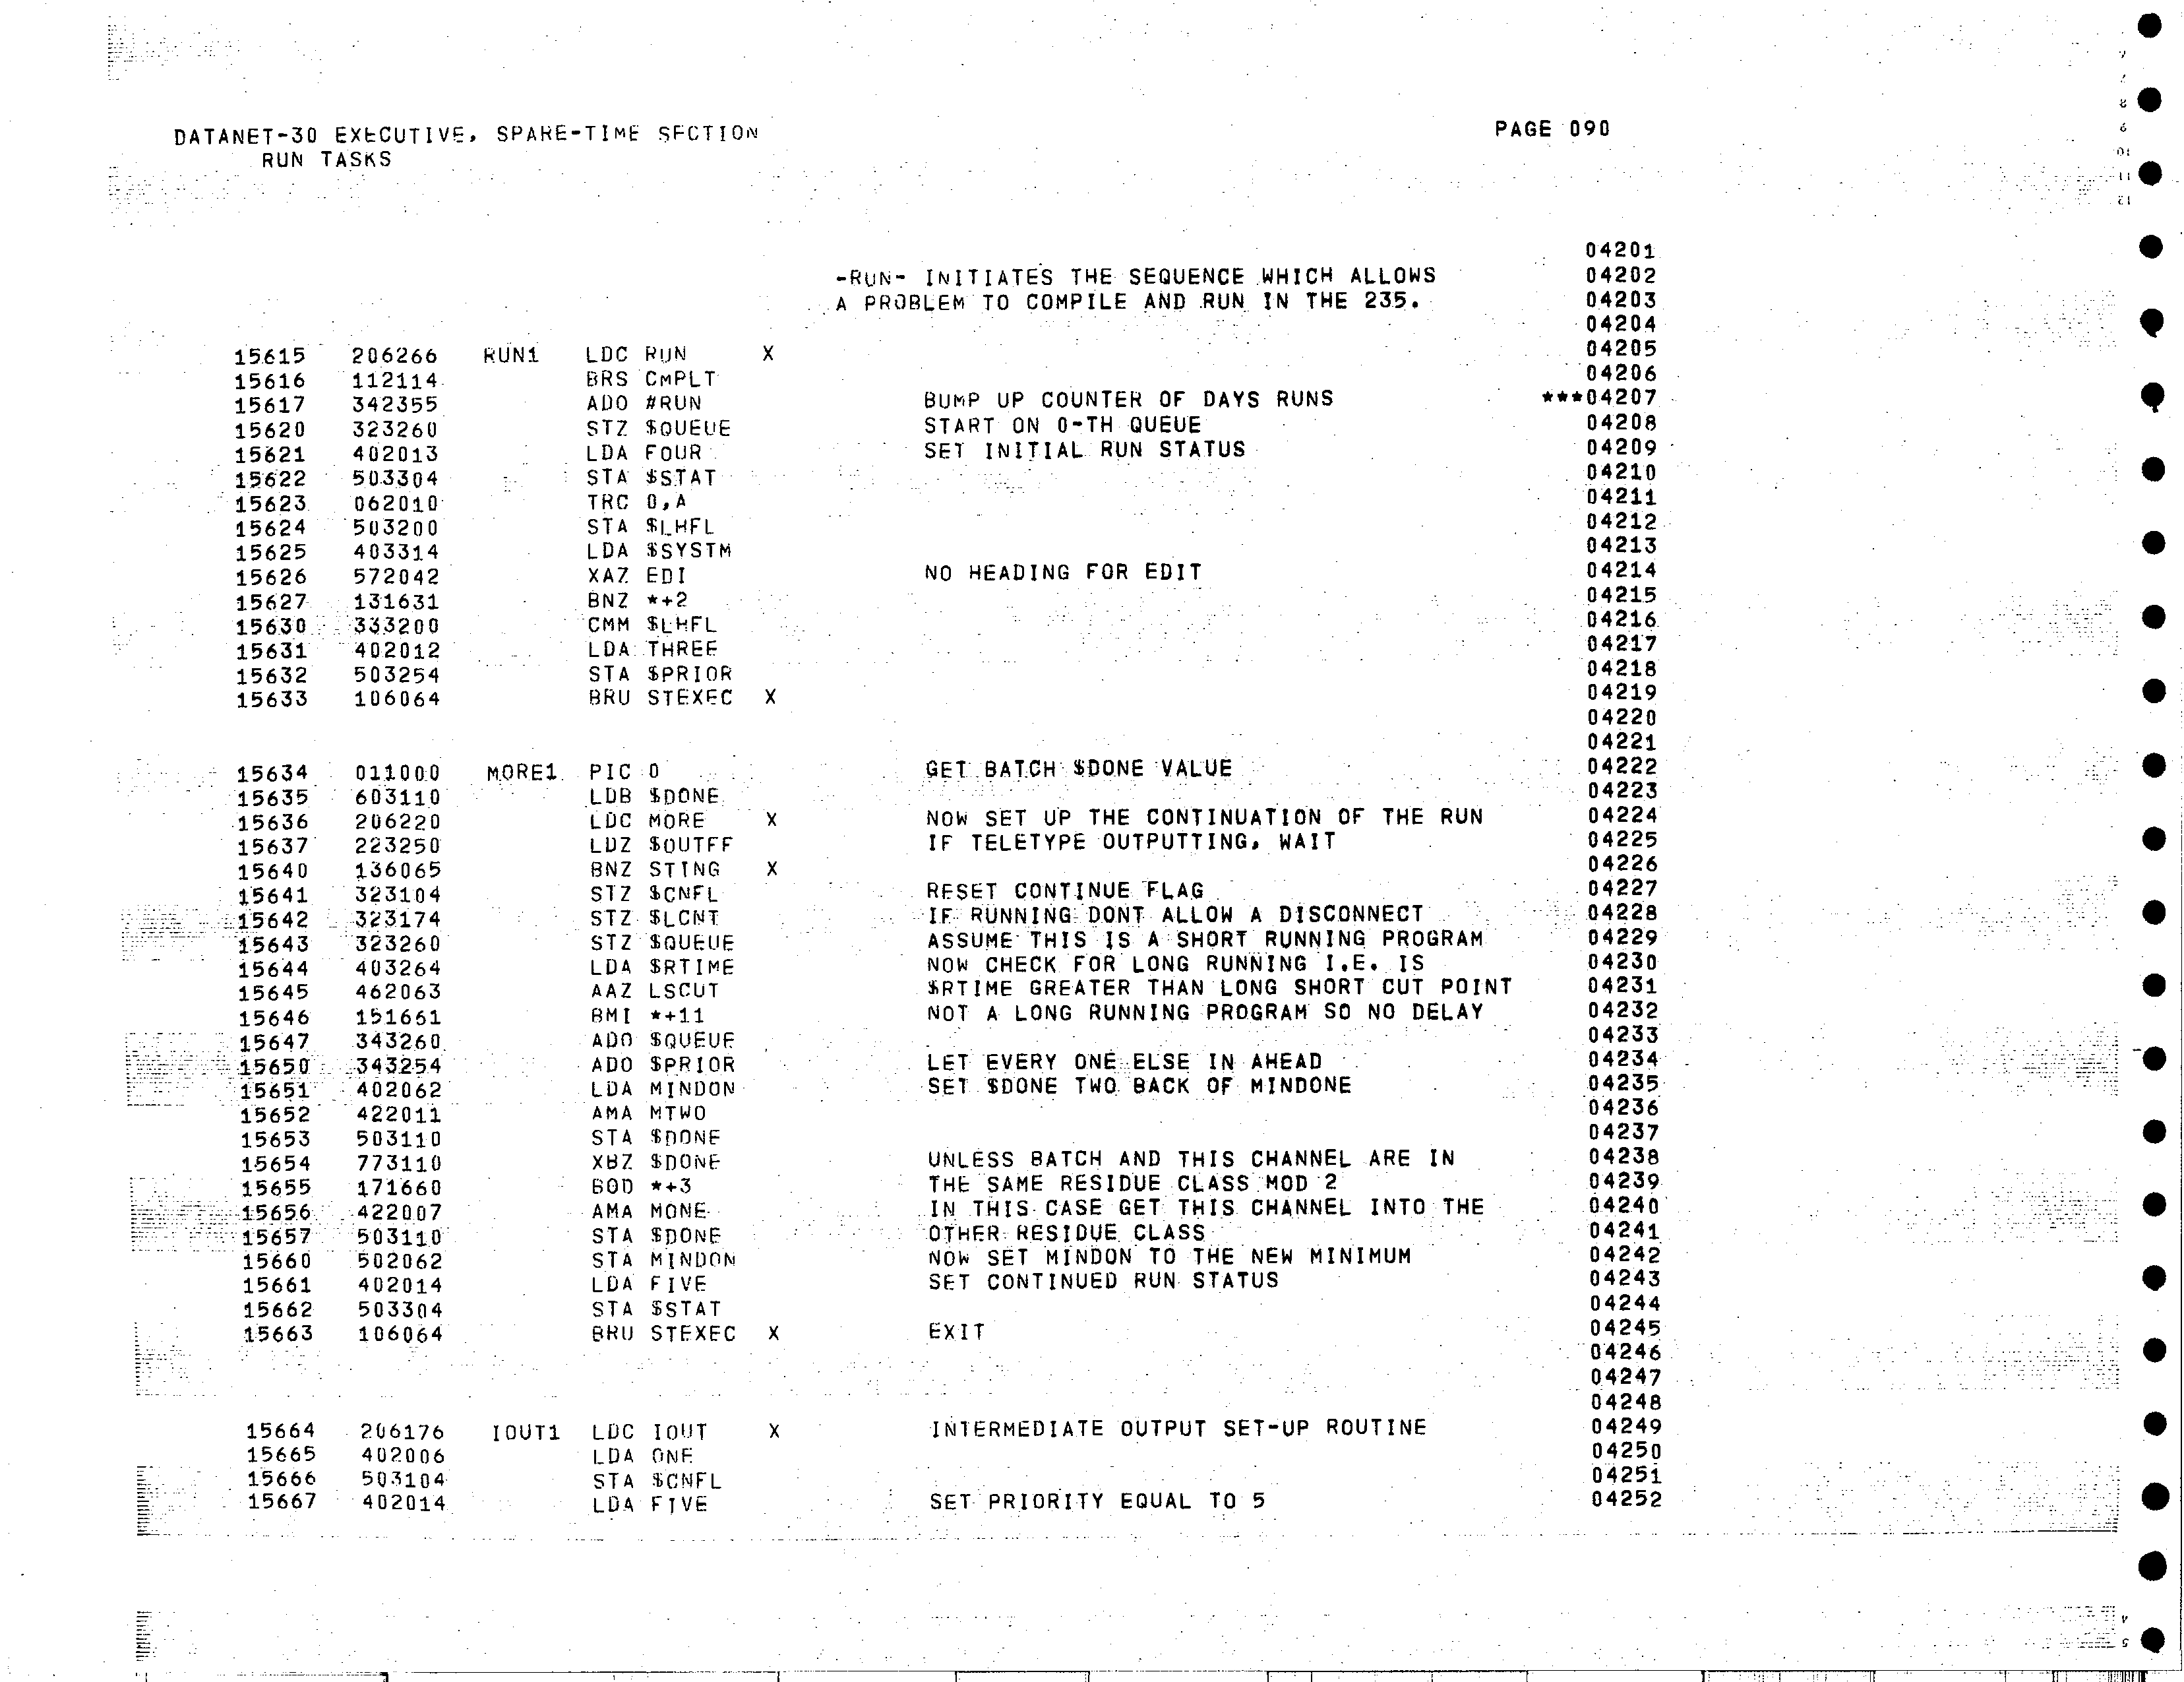 DATANET-30 EXECUTIVE, SPARE-TIME SECTION PAGE 090
RUN TASKS
04201
-RUN- INITIATES THE SEQUENCE WHICH ALLOWS 04202
A PROBLEM TO COMPILE AND RUN IN THE 235. 04203
04204
15615 206266 RUN1 LDC RUN X 04205
15616 112114 BRS CMPLT 04206
15617 342355 ADO #RUN BUMP UP COUNTER OF DAYS RUNS ***04207
15620 323260 STZ $QUEUE START ON 0-TH QUEUE 04208
15621 402013 LDA FOUR SET INITIAL RUN STATUS 04209
15622 503304 STA $STAT 04210
15623 062010 TRC 0,A 04211
15624 503200 STA $LHFL 04212
15625 403314 LDA $SYSTM 04213
15626 572042 XAZ EDI NO HEADING FOR EDIT 04214
15627 131631 BNZ *+2 04215
15630 333200 CMM $LHFL 04216
15631 402012 LDA THREE 04217
15632 503254 STA $PRIOR 04218
15633 106064 BRU STEXEC X 04219
04220
04221
15634 011000 MORE1 PIC 0 GET BATCH $DONE VALUE 04222
15635 603110 LDB $DONE 04223
15636 206220 LDC MORE X NOW SET UP THE CONTINUATION OF THE RUN 04224
15637 223250 LDZ $OUTFF IF TELETYPE OUTPUTTING, WAIT 04225
15640 136065 BNZ STING X 04226
15641 323104 STZ $CNFL RESET CONTINUE FLAG 04227
15642 323174 STZ $LCNT IF RUNNING DONT ALLOW A DISCONNECT 04228
15643 323260 STZ $QUEUE ASSUME THIS IS A SHORT RUNNING PROGRAM 04229
15644 403264 LDA $RTIME NOW CHECK FOR LONG RUNNING I.E. IS 04230
15645 462063 AAZ LSCUT $RTIME GREATER THAN LONG SHORT CUT POINT 04231
15646 151661 BMI *+11 NOT A LONG RUNNING PROGRAM SO NO DELAY 04232
15647 343260 ADO $QUEUE 04233
15650 343254 ADO $PRIOR LET EVERY ONE ELSE IN AHEAD 04234
15651 402062 LDA MINDON SET $DONE TWO BACK OF MINDONE 04235
15652 422011 AMA MTWO 04236
15653 503110 STA $DONE 04237
15654 773110 XBZ $DONE UNLESS BATCH AND THIS CHANNEL ARE IN 04238
15655 171660 BOD *+3 THE SAME RESIDUE CLASS MOD 2 04239
15656 422007 AMA MONE IN THIS CASE GET THIS CHANNEL INTO THE 04240
15657 503110 STA $DONE OTHER RESIDUE CLASS 04241
15660 502062 STA MINDON NOW SET MINDON TO THE NEW MINIMUM 04242
15661 402014 LDA FIVE SET CONTINUED RUN STATUS 04243
15662 503304 STA $STAT 04244
15663 106064 BRU STEXEC X EXIT 04245
04246
04247
04248
15664 206176 IOUT1 LDC IOUT X INTERMEDIATE OUTPUT SET-UP ROUTINE 04249
15665 402006 LDA ONE 04250
15666 503104 STA $CNFL 04251
15667 402014 LDA FIVE SET PRIORITY EQUAL TO 5 04252